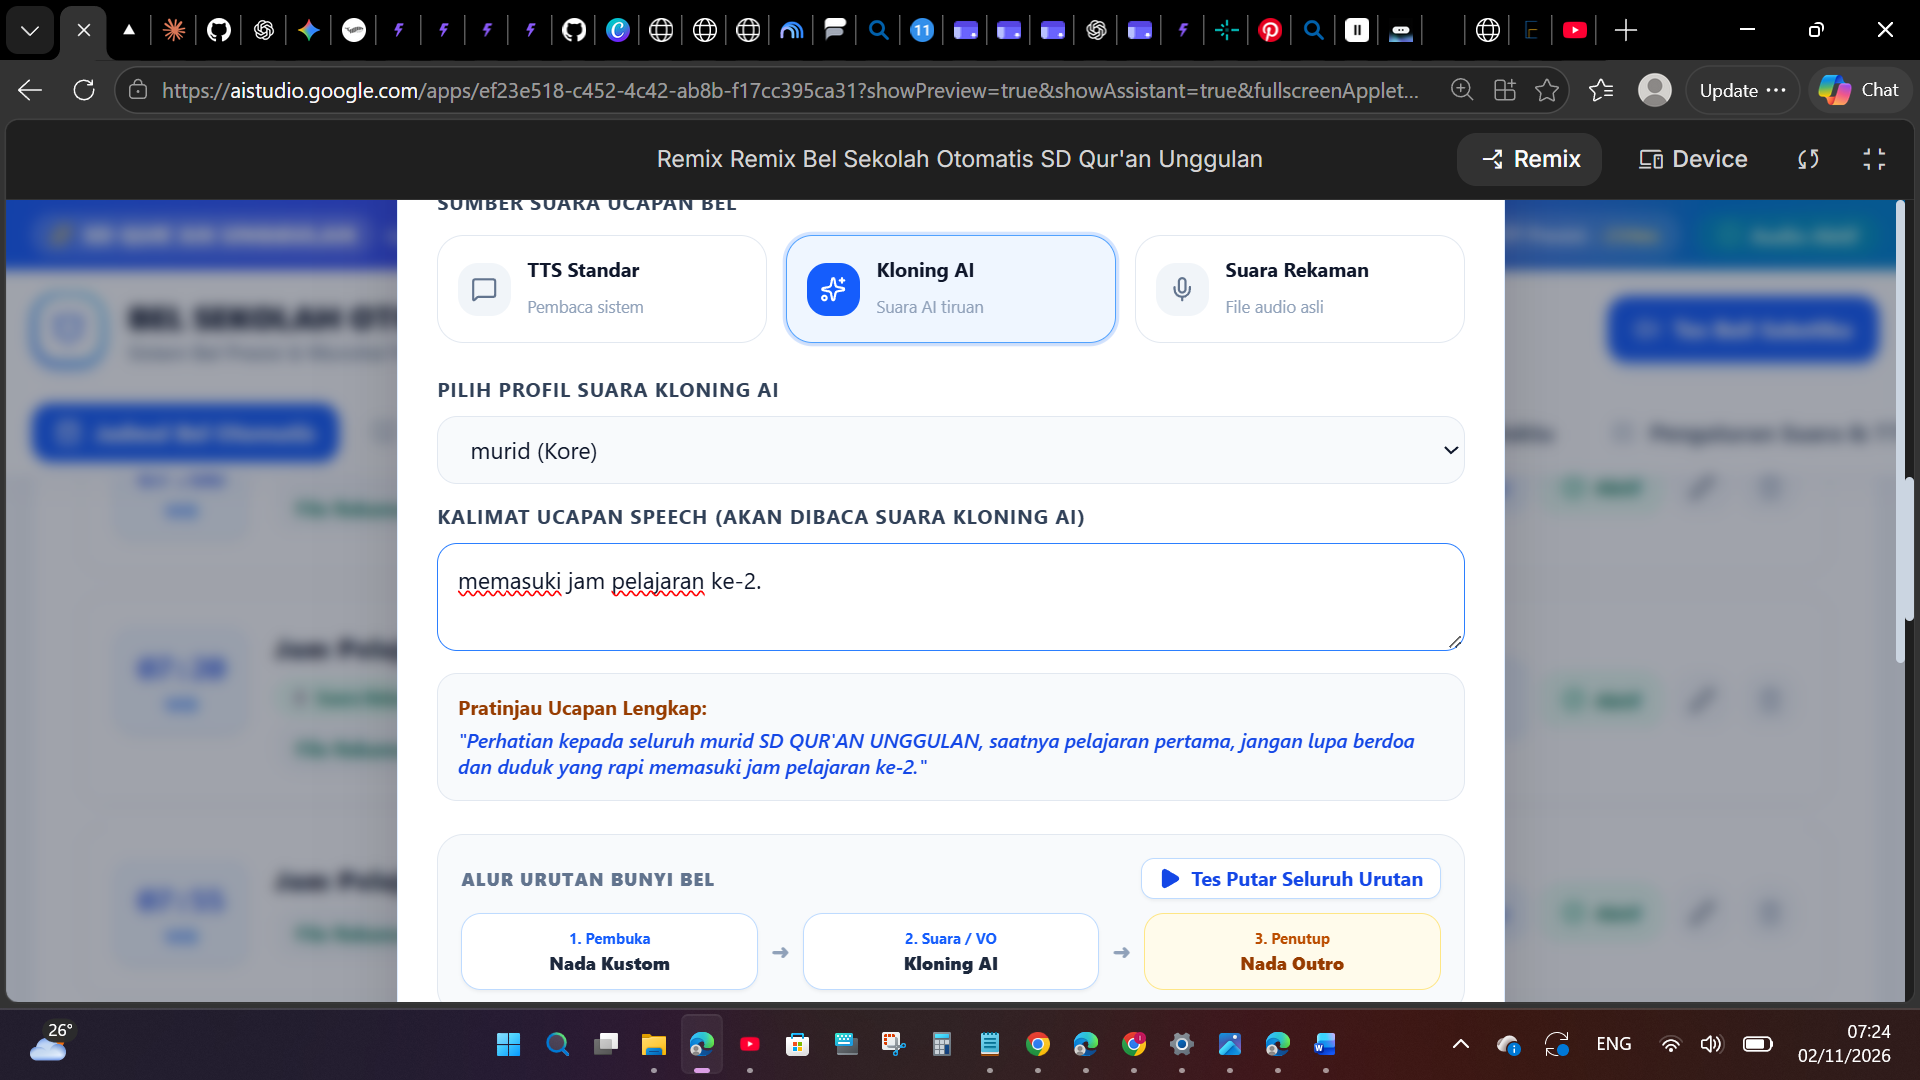 https://aistudio.google.com/apps/ef23e518-c452-4c42-ab8b-f17cc395ca31?showPreview=true&showAssistant=true&fullscreenApplet...
Update
Chat
Remix Remix Bel Sekolah Otomatis SD Qur'an Unggulan
Remix
Device
SUMBER SUARA UCAPAN BEL
TTS Standar
Pembaca sistem
Kloning AI
Suara AI tiruan
Suara Rekaman
File audio asli
PILIH PROFIL SUARA KLONING AI
murid (Kore)
KALIMAT UCAPAN SPEECH (AKAN DIBACA SUARA KLONING AI)
memasuki jam pelajaran ke-2.
Pratinjau Ucapan Lengkap:
"Perhatian kepada seluruh murid SD QUR'AN UNGGULAN, saatnya pelajaran pertama, jangan lupa berdoa
dan duduk yang rapi memasuki jam pelajaran ke-2."
ALUR URUTAN BUNYI BEL
Tes Putar Seluruh Urutan
1. Pembuka
Nada Kustom
2. Suara / VO
Kloning AI
3. Penutup
Nada Outro
26°
ENG
07:24
02/11/2026